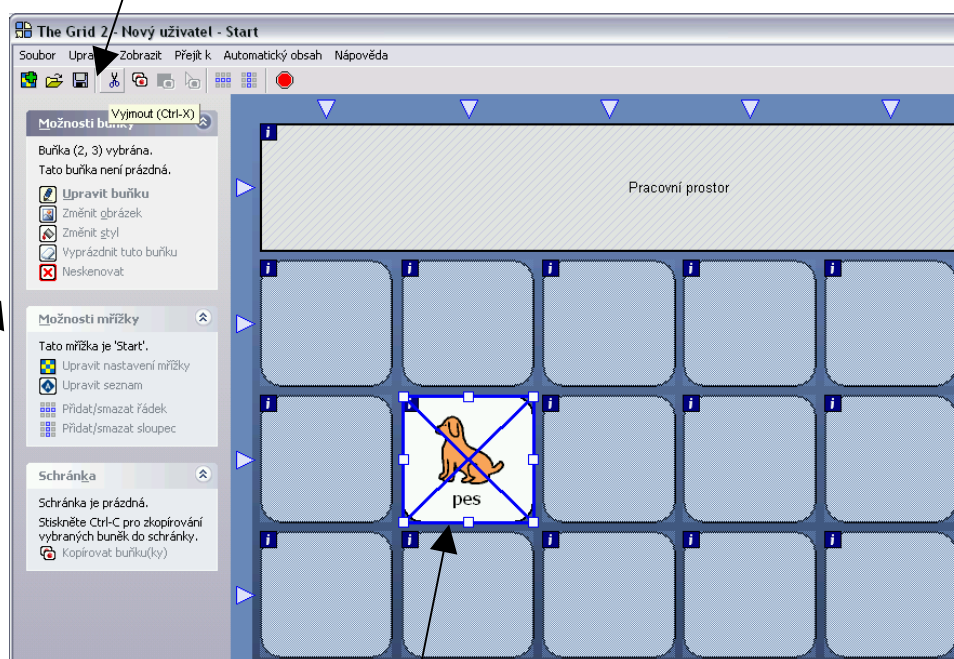 The Grid 2 - Nový uživatel - Start
Soubor Upravit Zobrazit Přejít k Automatický obsah Nápověda
Vyjmout (Ctrl-X)
Možnosti buňky
Buňka (2, 3) vybrána.
Tato buňka není prázdná.
Upravit buňku
Změnit obrázek
Změnit styl
Vyprázdnit tuto buňku
Neskenovat
Možnosti mřížky
Tato mřížka je 'Start'.
Upravit nastavení mřížky
Upravit seznam
Přidat/smazat řádek
Přidat/smazat sloupec
Schránka
Schránka je prázdná.
Stiskněte Ctrl-C pro zkopírování
vybraných buněk do schránky.
Kopírovat buňku(ky)
Pracovní prostor
pes